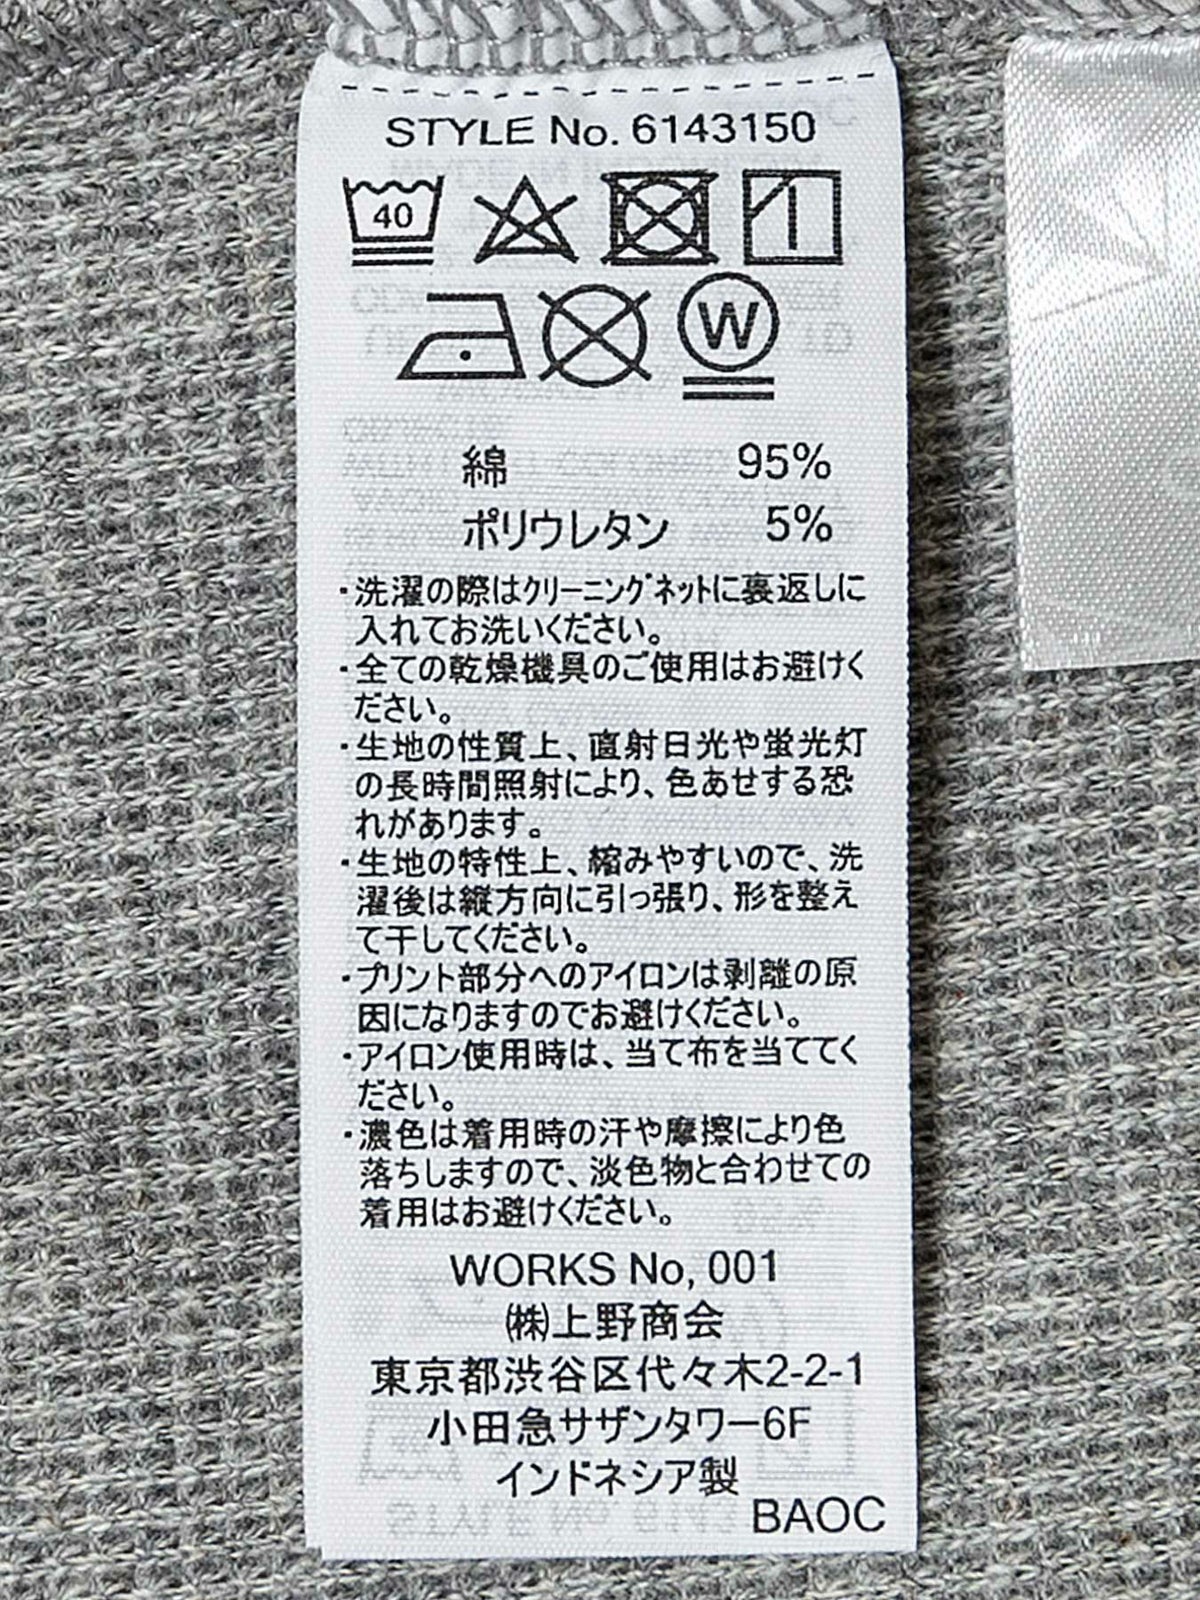 STYLE No. 6143150
40
W
綿 95%
ポリウレタン 5%
・洗濯の際はクリーニングネットに裏返しに
入れてお洗いください。
・全ての乾燥機具のご使用はお避けく
ださい。
・生地の性質上、直射日光や蛍光灯
の長時間照射により、色あせする恐
れがあります。
・生地の特性上、縮みやすいので、洗
濯後は縦方向に引っ張り、形を整え
て干してください。
・プリント部分へのアイロンは剥離の原
因になりますのでお避けください。
・アイロン使用時は、当て布を当ててく
ださい。
・濃色は着用時の汗や摩擦により色
落ちしますので、淡色物と合わせての
着用はお避けください。
WORKS No, 001
㈱上野商会
東京都渋谷区代々木2-2-1
小田急サザンタワー6F
インドネシア製
BAOC